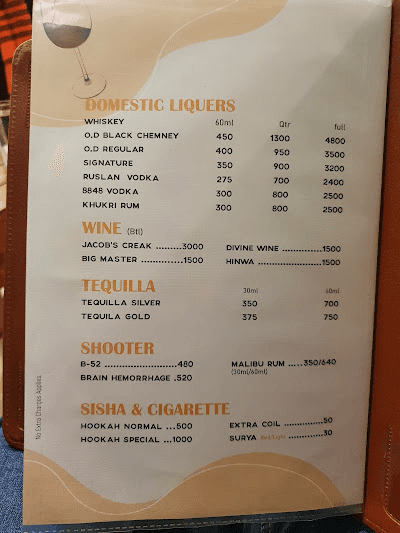 DOMESTIC LIQUERS
WHISKEY 60ml Qtr full
O.D BLACK CHEMNEY 450 1300 4800
O.D REGULAR 400 950 3500
SIGNATURE 350 900 3200
RUSLAN VODKA 275 700 2400
8848 VODKA 300 800 2500
KHUKRI RUM 300 800 2500
WINE (Btl)
JACOB'S CREAK .........3000 DIVINE WINE ..............1500
BIG MASTER ..............1500 HINWA ......................1500
TEQUILLA 30ml 60ml
TEQUILLA SILVER 350 700
TEQUILA GOLD 375 750
SHOOTER
B-52 ........................480 MALIBU RUM .....350/640
(30ml/60ml)
BRAIN HEMORRHAGE .520
SISHA & CIGARETTE
HOOKAH NORMAL ...500 EXTRA COIL ..............50
HOOKAH SPECIAL ...1000 SURYA Red/Light .............30
No Extra Charges Applies.